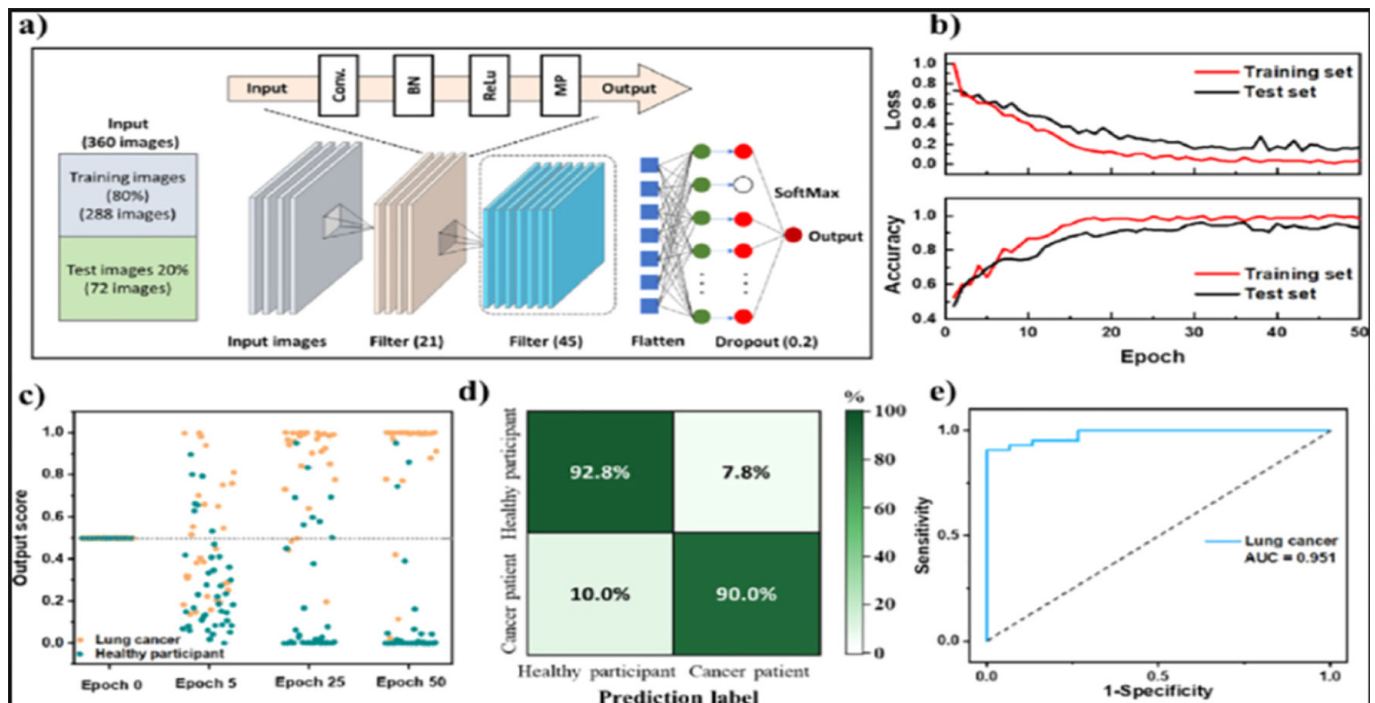 a)
Input
Conv.
BN
ReLu
MP
Output
Input
(360 images)
Training images
(80%)
(288 images)
Test images 20%
(72 images)
SoftMax
Output
Input images
Filter (21)
Filter (45)
Flatten
Dropout (0.2)
b)
Loss
1.0
0.8
0.6
0.4
0.2
0.0
Training set
Test set
Accuracy
1.0
0.8
0.6
0.4
Training set
Test set
0
10
20
30
40
50
Epoch
c)
Output score
1.0
0.8
0.6
0.4
0.2
0.0
Lung cancer
Healthy participant
Epoch 0
Epoch 5
Epoch 25
Epoch 50
d)
Healthy participant
Cancer patient
92.8%
7.8%
10.0%
90.0%
Healthy participant
Cancer patient
Prediction label
%
100
80
60
40
20
0
e)
Sensitivity
1.0
0.5
0.0
Lung cancer
AUC = 0.951
0.0
0.5
1.0
1-Specificity